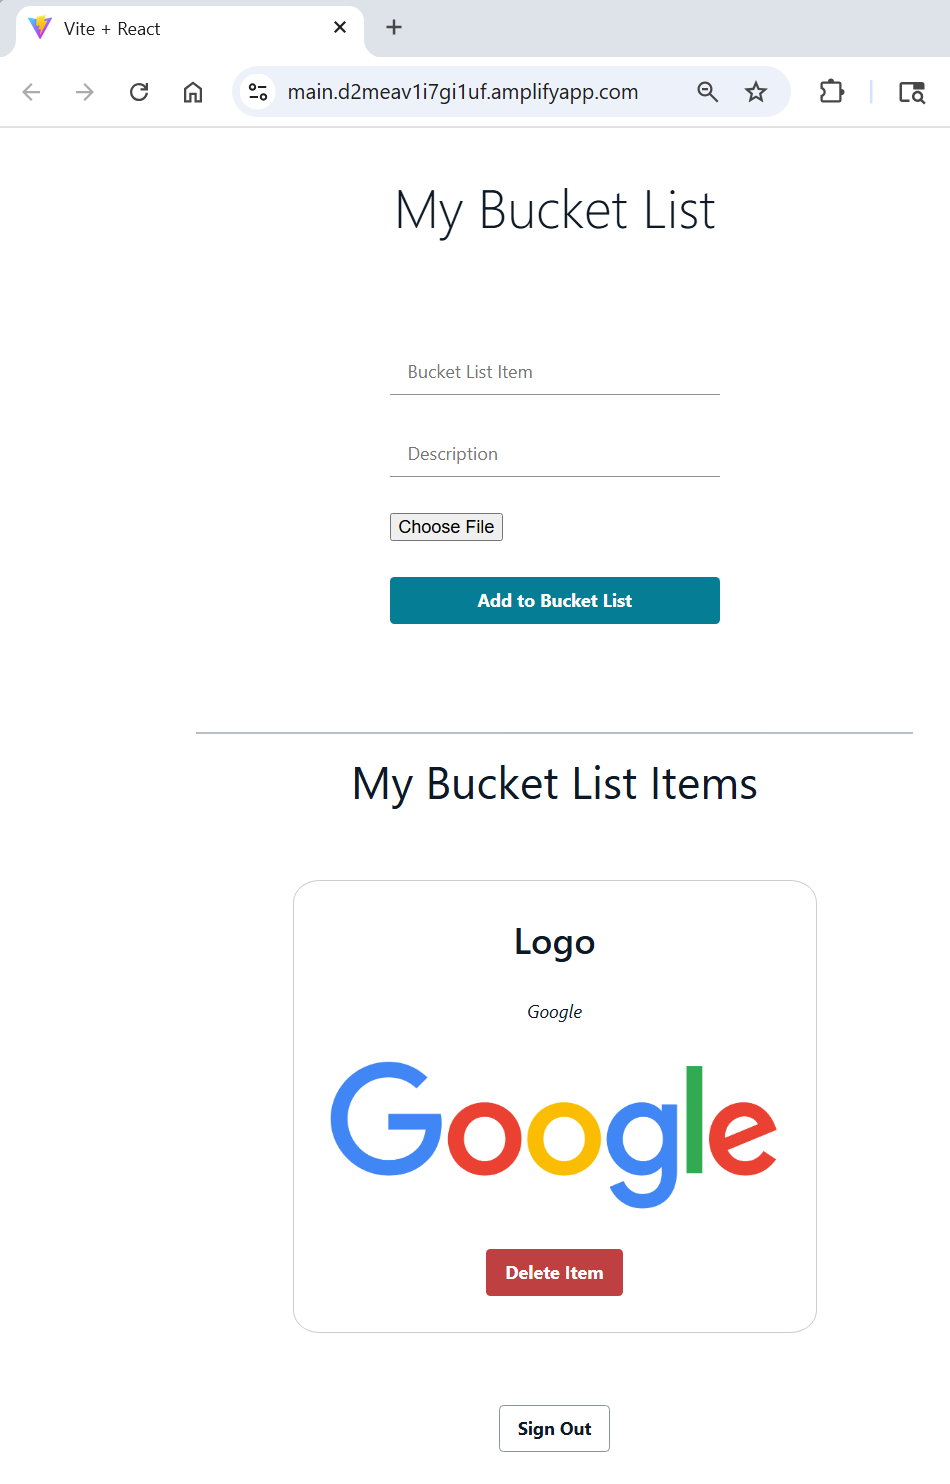 Vite + React
main.d2meav1i7gi1uf.amplifyapp.com
My Bucket List
Bucket List Item
Description
Choose File
Add to Bucket List
My Bucket List Items
Logo
Google
Google
Delete Item
Sign Out